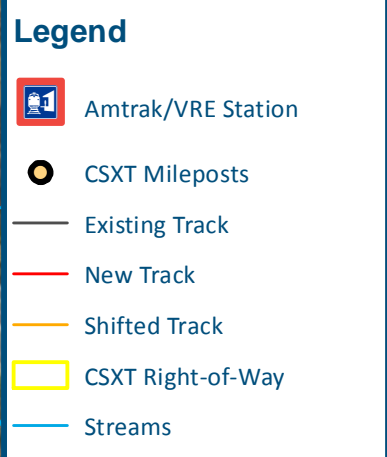 Legend
Amtrak/VRE Station
CSXT Mileposts
Existing Track
New Track
Shifted Track
CSXT Right-of-Way
Streams